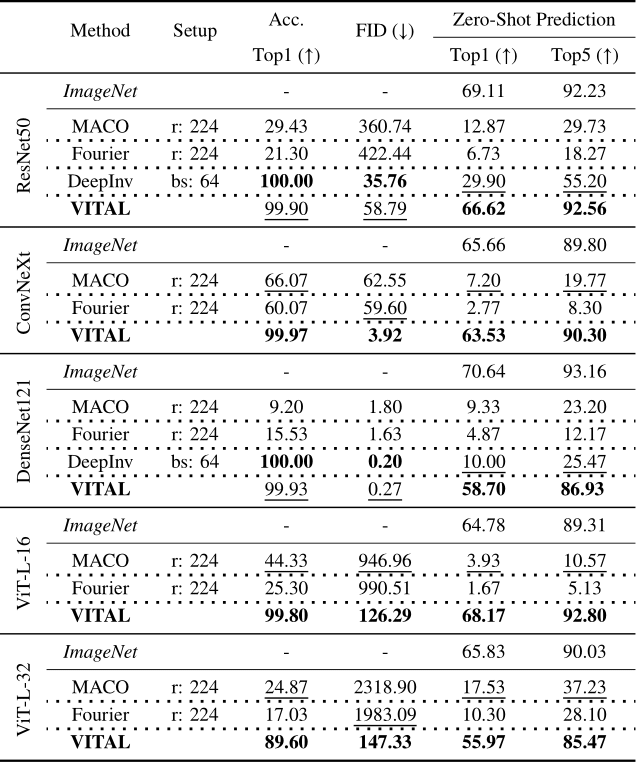 Method Setup Acc. FID (↓) Zero-Shot Prediction
Top1 (↑) Top1 (↑) Top5 (↑)
ResNet50
ImageNet - - 69.11 92.23
MACO r: 224 29.43 360.74 12.87 29.73
Fourier r: 224 21.30 422.44 6.73 18.27
DeepInv bs: 64 100.00 35.76 29.90 55.20
VITAL 99.90 58.79 66.62 92.56
ConvNeXt
ImageNet - - 65.66 89.80
MACO r: 224 66.07 62.55 7.20 19.77
Fourier r: 224 60.07 59.60 2.77 8.30
VITAL 99.97 3.92 63.53 90.30
DenseNet121
ImageNet - - 70.64 93.16
MACO r: 224 9.20 1.80 9.33 23.20
Fourier r: 224 15.53 1.63 4.87 12.17
DeepInv bs: 64 100.00 0.20 10.00 25.47
VITAL 99.93 0.27 58.70 86.93
ViT-L-16
ImageNet - - 64.78 89.31
MACO r: 224 44.33 946.96 3.93 10.57
Fourier r: 224 25.30 990.51 1.67 5.13
VITAL 99.80 126.29 68.17 92.80
ViT-L-32
ImageNet - - 65.83 90.03
MACO r: 224 24.87 2318.90 17.53 37.23
Fourier r: 224 17.03 1983.09 10.30 28.10
VITAL 89.60 147.33 55.97 85.47